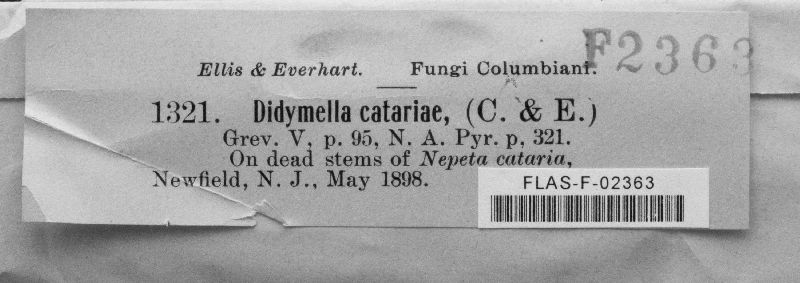 F2363
Ellis & Everhart. Fungi Columbiani.
1321. Didymella catariae, (C. & E.)
Grev. V, p. 95, N. A. Pyr. p, 321.
On dead stems of Nepeta cataria,
Newfield, N. J., May 1898.
FLAS-F-02363